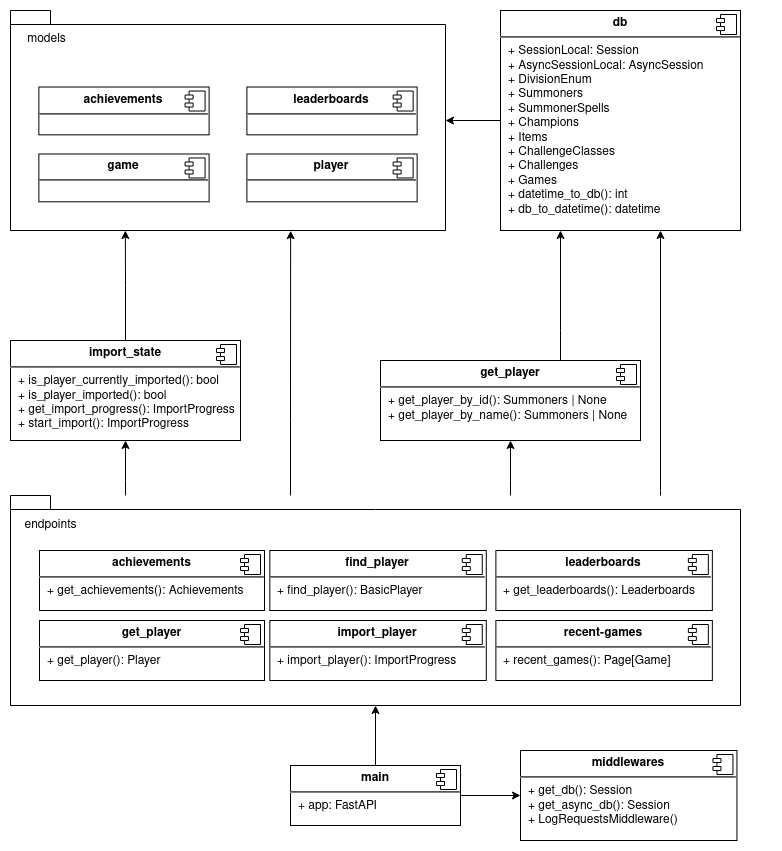 models
achievements
leaderboards
game
player
db
+ SessionLocal: Session
+ AsyncSessionLocal: AsyncSession
+ DivisionEnum
+ Summoners
+ SummonerSpells
+ Champions
+ Items
+ ChallengeClasses
+ Challenges
+ Games
+ datetime_to_db(): int
+ db_to_datetime(): datetime
import_state
+ is_player_currently_imported(): bool
+ is_player_imported(): bool
+ get_import_progress(): ImportProgress
+ start_import(): ImportProgress
get_player
+ get_player_by_id(): Summoners | None
+ get_player_by_name(): Summoners | None
endpoints
achievements
+ get_achievements(): Achievements
find_player
+ find_player(): BasicPlayer
leaderboards
+ get_leaderboards(): Leaderboards
get_player
+ get_player(): Player
import_player
+ import_player(): ImportProgress
recent-games
+ recent_games(): Page[Game]
main
+ app: FastAPI
middlewares
+ get_db(): Session
+ get_async_db(): Session
+ LogRequestsMiddleware()